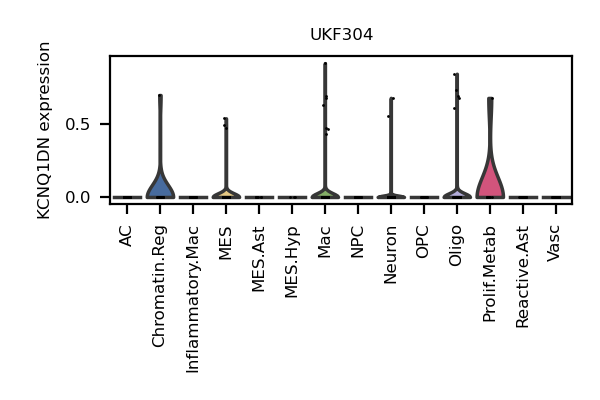 UKF304
KCNQ1DN expression
0.5
0.0
AC
Chromatin.Reg
Inflammatory.Mac
MES
MES.Ast
MES.Hyp
Mac
NPC
Neuron
OPC
Oligo
Prolif.Metab
Reactive.Ast
Vasc